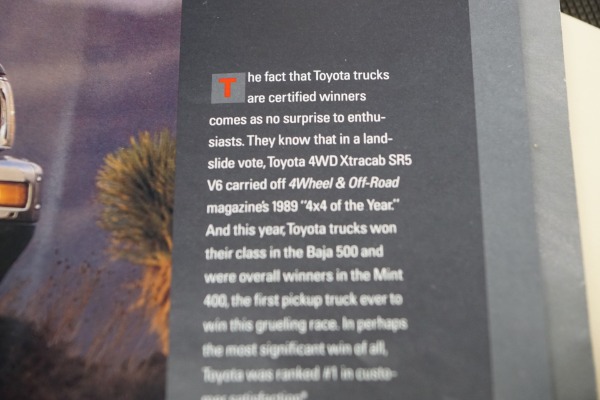 The fact that Toyota trucks
are certified winners
comes as no surprise to enthu-
siasts. They know that in a land-
slide vote, Toyota 4WD Xtracab SR5
V6 carried off 4Wheel & Off-Road
magazine's 1989 "4x4 of the Year."
And this year, Toyota trucks won
their class in the Baja 500 and
were overall winners in the Mint
400, the first pickup truck ever to
win this grueling race. In perhaps
the most significant win of all,
Toyota was ranked #1 in custo-
mer satisfaction